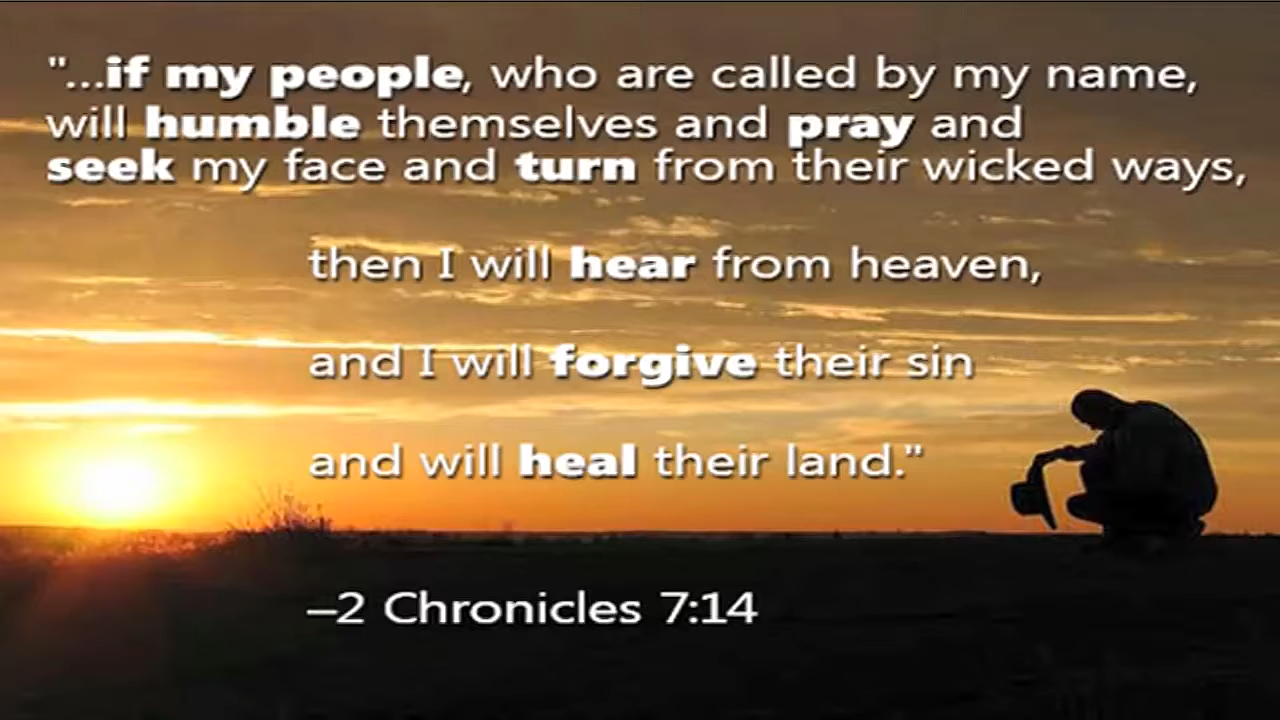 "...if my people, who are called by my name,
will humble themselves and pray and
seek my face and turn from their wicked ways,
then I will hear from heaven,
and I will forgive their sin
and will heal their land."
–2 Chronicles 7:14